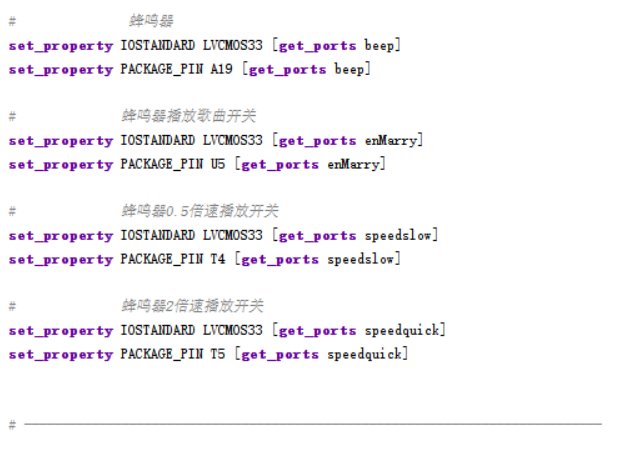 # 蜂鸣器
set_property IOSTANDARD LVCMOS33 [get_ports beep]
set_property PACKAGE_PIN A19 [get_ports beep]
# 蜂鸣器播放歌曲开关
set_property IOSTANDARD LVCMOS33 [get_ports enMarry]
set_property PACKAGE_PIN U5 [get_ports enMarry]
# 蜂鸣器0.5倍速播放开关
set_property IOSTANDARD LVCMOS33 [get_ports speedslow]
set_property PACKAGE_PIN T4 [get_ports speedslow]
# 蜂鸣器2倍速播放开关
set_property IOSTANDARD LVCMOS33 [get_ports speedquick]
set_property PACKAGE_PIN T5 [get_ports speedquick]
# ————————————————————————————————